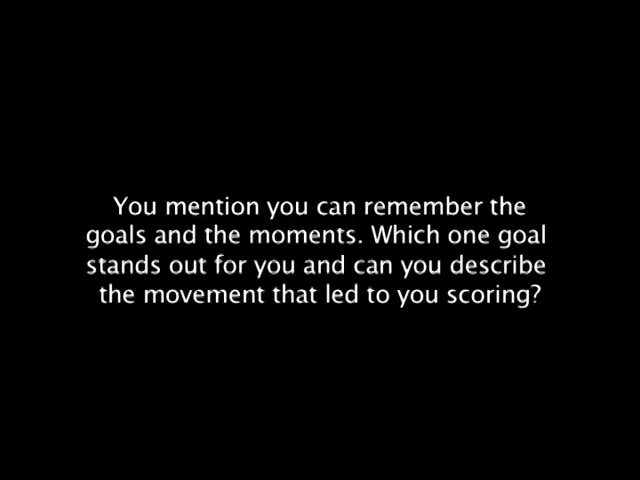 You mention you can remember the
goals and the moments. Which one goal
stands out for you and can you describe
the movement that led to you scoring?